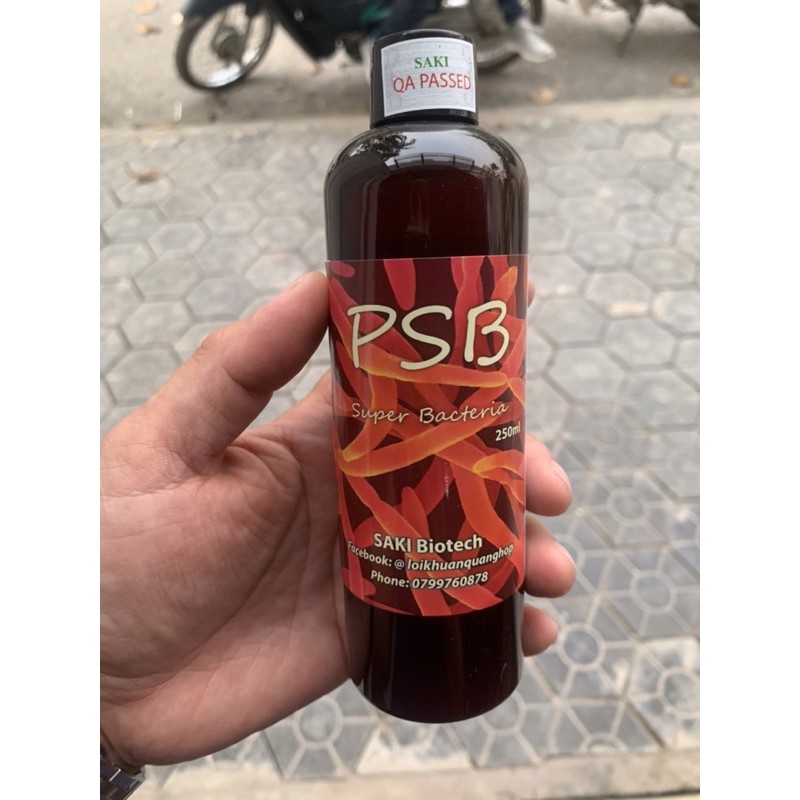 SAKI
QA PASSED
PSB
Super Bacteria
250ml
SAKI Biotech
Facebook: @ loikhuanquanghop
Phone: 0799760878